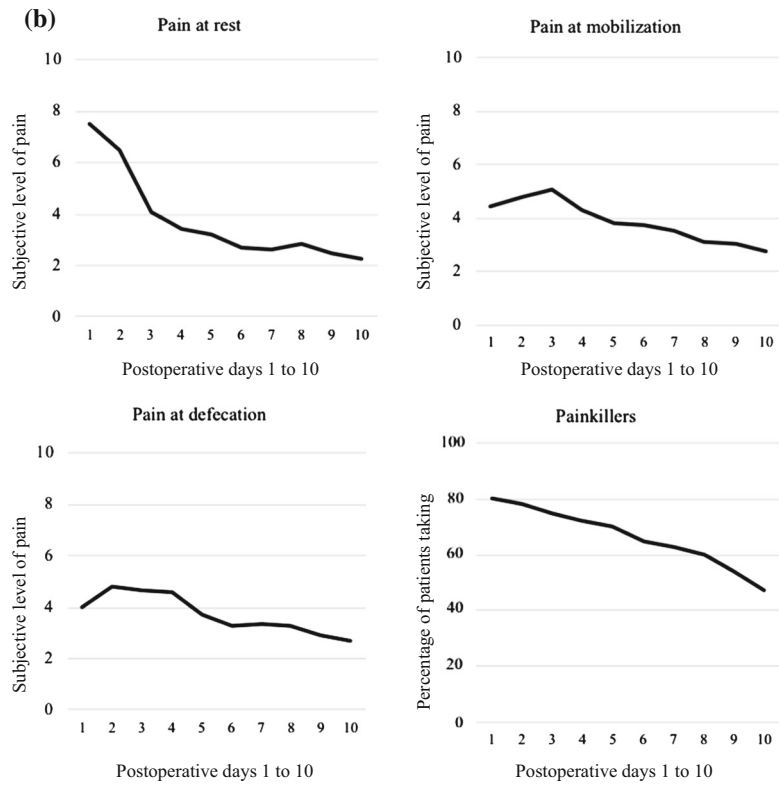 (b)
Pain at rest
10
8
6
4
2
0
Subjective level of pain
1 2 3 4 5 6 7 8 9 10
Postoperative days 1 to 10
Pain at mobilization
10
8
6
4
2
0
Subjective level of pain
1 2 3 4 5 6 7 8 9 10
Postoperative days 1 to 10
Pain at defecation
10
8
6
4
2
0
Subjective level of pain
1 2 3 4 5 6 7 8 9 10
Postoperative days 1 to 10
Painkillers
100
80
60
40
20
0
Percentage of patients taking
1 2 3 4 5 6 7 8 9 10
Postoperative days 1 to 10